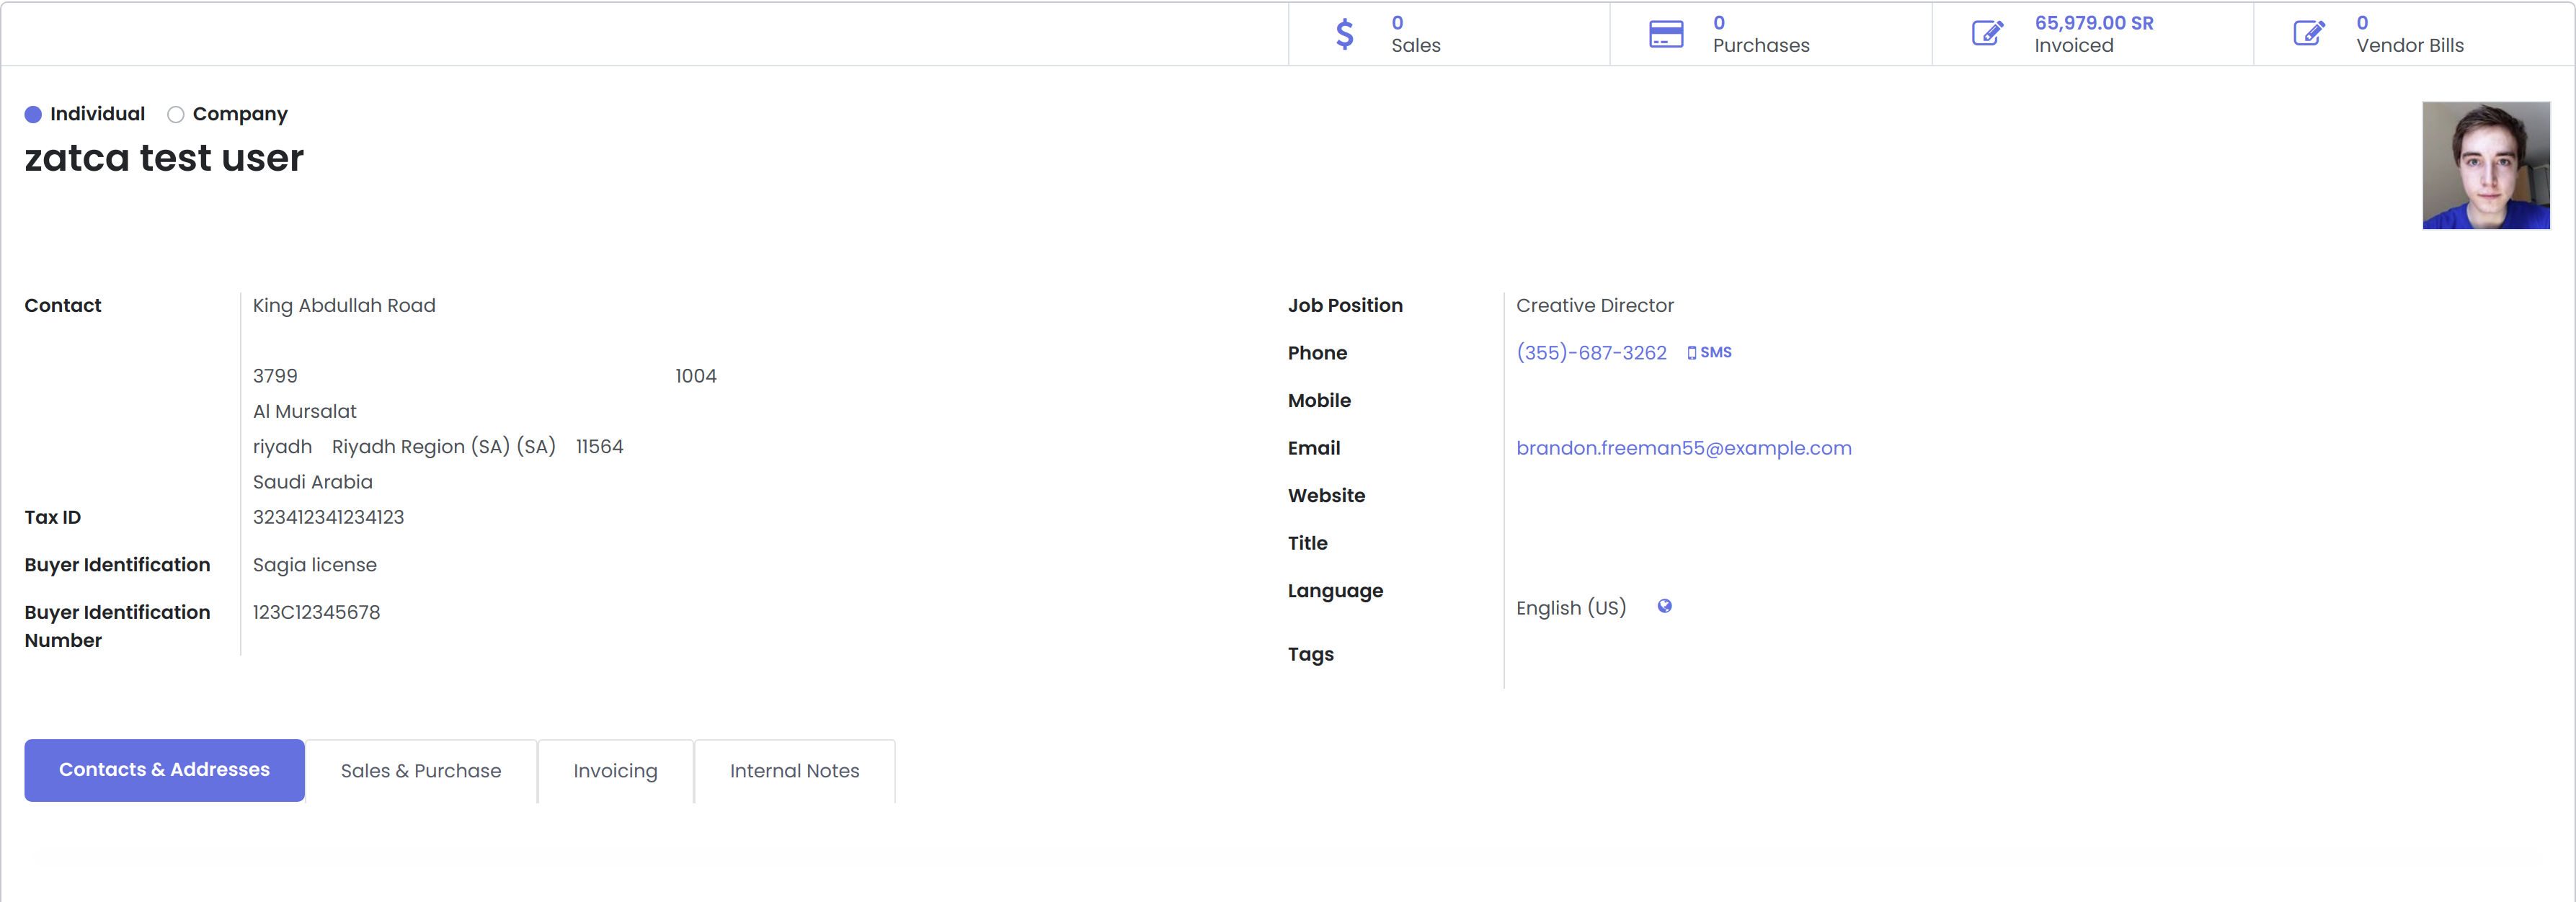 0
Sales
0
Purchases
65,979.00 SR
Invoiced
0
Vendor Bills
Individual Company
zatca test user
Contact King Abdullah Road
3799 1004
Al Mursalat
riyadh Riyadh Region (SA) (SA) 11564
Saudi Arabia
Tax ID 323412341234123
Buyer Identification Sagia license
Buyer Identification Number 123C12345678
Job Position Creative Director
Phone (355)-687-3262 SMS
Mobile
Email brandon.freeman55@example.com
Website
Title
Language English (US)
Tags
Contacts & Addresses Sales & Purchase Invoicing Internal Notes